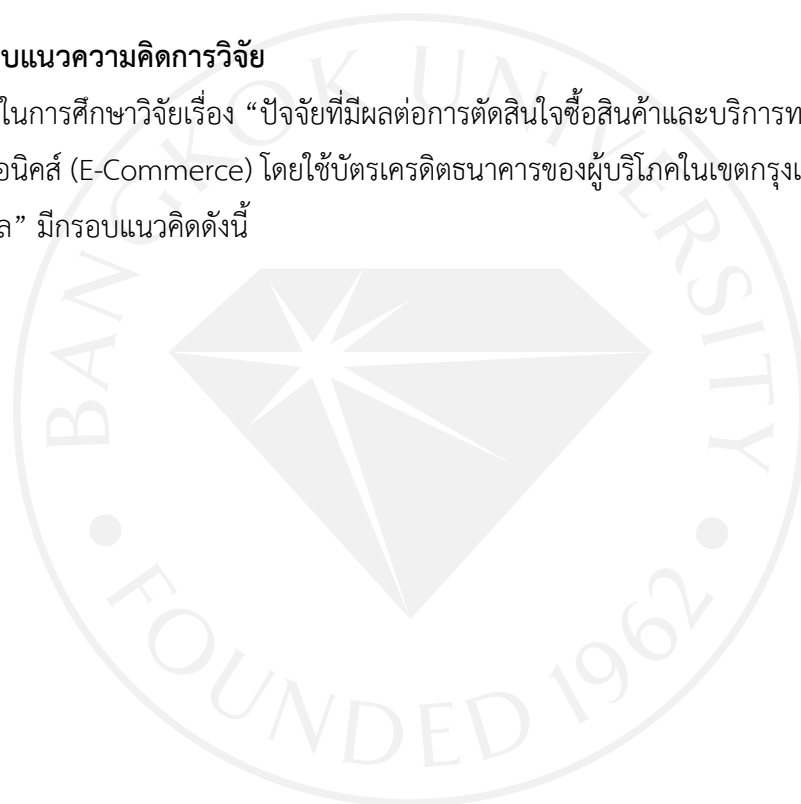 บแนวความคิดการวิจัย
ในการศึกษาวิจัยเรื่อง “ปัจจัยที่มีผลต่อการตัดสินใจซื้อสินค้าและบริการท
อนิคส์ (E-Commerce) โดยใช้บัตรเครดิตธนาคารของผู้บริโภคในเขตกรุงเ
ล” มีกรอบแนวคิดดังนี้
BANGKOK UNIVERSITY
FOUNDED 1962